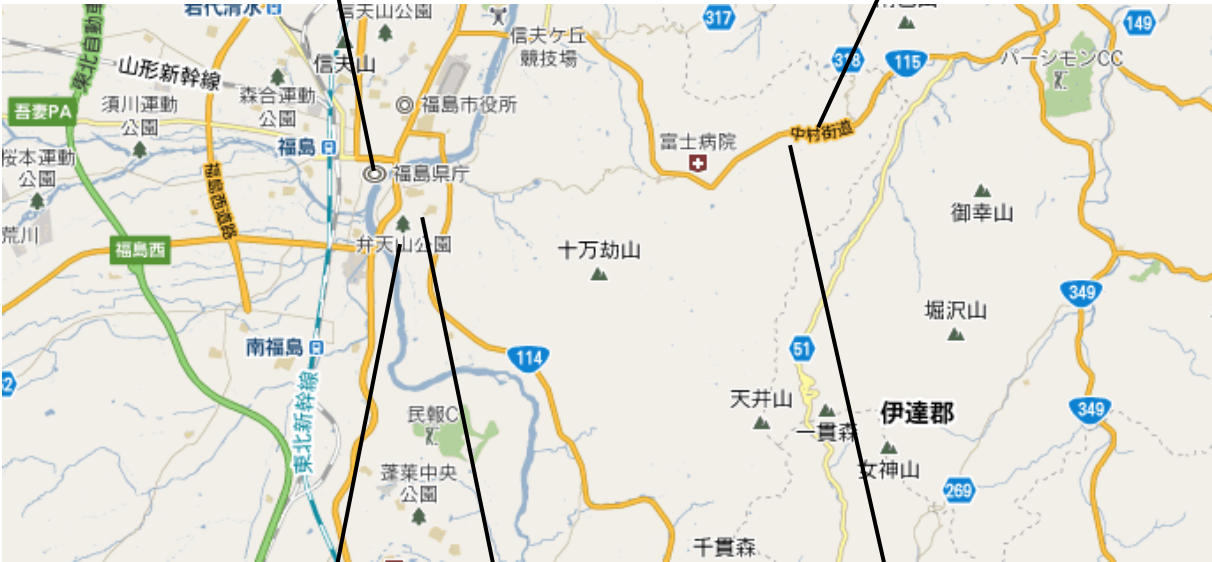 岩代清水
信夫山公園
317
149
信夫ケ丘
競技場
東北自動車
山形新幹線
信夫山
318
115
パーシモンCC
吾妻PA
須川運動
公園
森合運動
公園
福島市役所
富士病院
中村街道
福島
桜本運動
公園
福島県庁
福島西道路
御幸山
荒川
福島西
弁天山公園
十万劫山
349
堀沢山
南福島
114
51
天井山
伊達郡
349
民報C
一貫森
東北新幹線
女神山
蓬莱中央
公園
269
千貫森